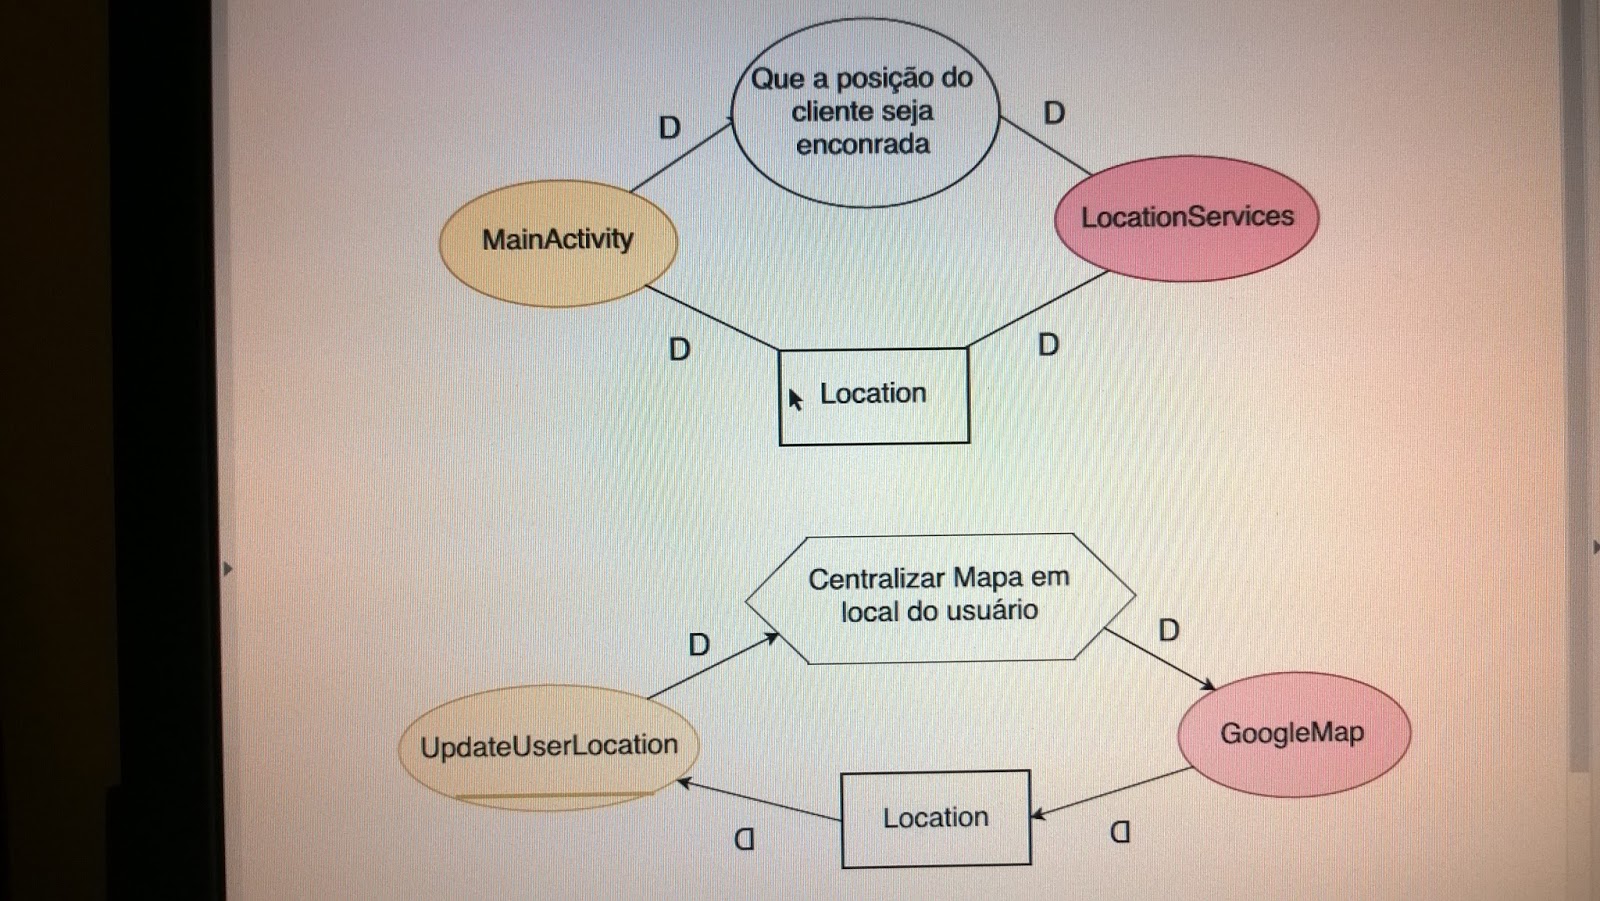 Que a posição do
cliente seja
enconrada
D
D
MainActivity
LocationServices
D
D
Location
Centralizar Mapa em
local do usuário
D
D
UpdateUserLocation
GoogleMap
Location
D
D